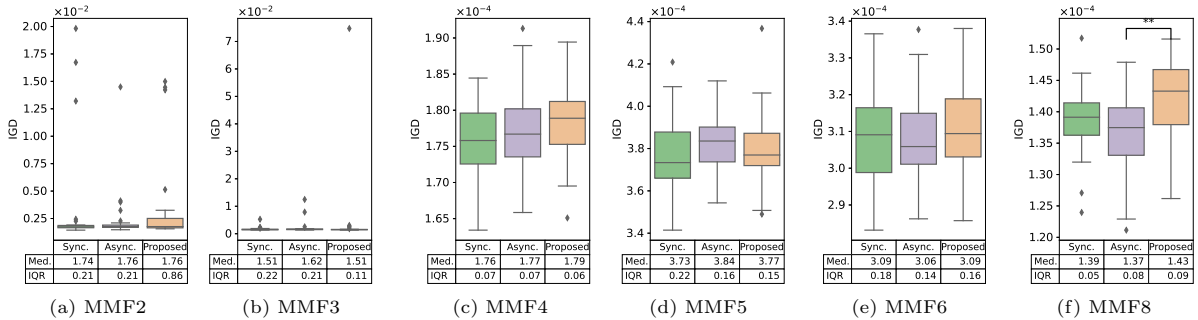 ×10⁻²
IGD
2.00
1.75
1.50
1.25
1.00
0.75
0.50
0.25
Sync. Async. Proposed
Med. 1.74 1.76 1.76
IQR 0.21 0.21 0.86
(a) MMF2
×10⁻²
IGD
7
6
5
4
3
2
1
0
Sync. Async. Proposed
Med. 1.51 1.62 1.51
IQR 0.22 0.21 0.11
(b) MMF3
×10⁻⁴
IGD
1.90
1.85
1.80
1.75
1.70
1.65
Sync. Async. Proposed
Med. 1.76 1.77 1.79
IQR 0.07 0.07 0.06
(c) MMF4
×10⁻⁴
IGD
4.4
4.2
4.0
3.8
3.6
3.4
Sync. Async. Proposed
Med. 3.73 3.84 3.77
IQR 0.22 0.16 0.15
(d) MMF5
×10⁻⁴
IGD
3.4
3.3
3.2
3.1
3.0
2.9
Sync. Async. Proposed
Med. 3.09 3.06 3.09
IQR 0.18 0.14 0.16
(e) MMF6
×10⁻⁴
**
IGD
1.50
1.45
1.40
1.35
1.30
1.25
1.20
Sync. Async. Proposed
Med. 1.39 1.37 1.43
IQR 0.05 0.08 0.09
(f) MMF8